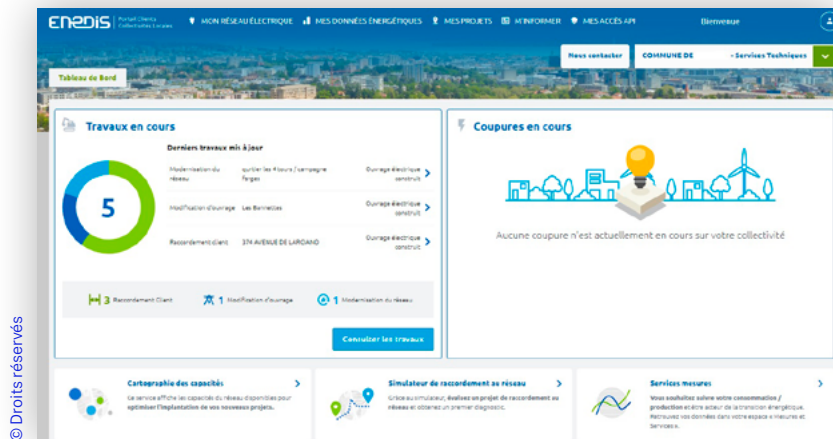 ENEDIS Portail Clients
Collectivités Locales
MON RÉSEAU ÉLECTRIQUE MES DONNÉES ÉNERGÉTIQUES MES PROJETS M'INFORMER MES ACCÈS API Bienvenue
Nous contacter COMMUNE DE - Services Techniques
Tableau de Bord
Travaux en cours
Derniers travaux mis à jour
5
Modernisation du
réseau
quartier les 4 tours / campagne
Farges
Ouvrage électrique
construit
Modification d'ouvrage Les Bannettes
Ouvrage électrique
construit
Raccordement client 374 AVENUE DE
Ouvrage électrique
construit
3 Raccordement Client 1 Modification d'ouvrage 1 Modernisation du réseau
Consulter les travaux
Coupures en cours
Aucune coupure n'est actuellement en cours sur votre collectivité
Cartographie des capacités
Ce service affiche les capacités du réseau disponibles pour
optimiser l'implantation de vos nouveaux projets.
Simulateur de raccordement au réseau
Grâce au simulateur, évaluez un projet de raccordement au
réseau et obtenez un premier diagnostic.
Services mesures
Vous souhaitez suivre votre consommation /
production et être acteur de la transition énergétique.
Retrouvez vos données dans votre espace « Mesures et
Services ».
© Droits réservés